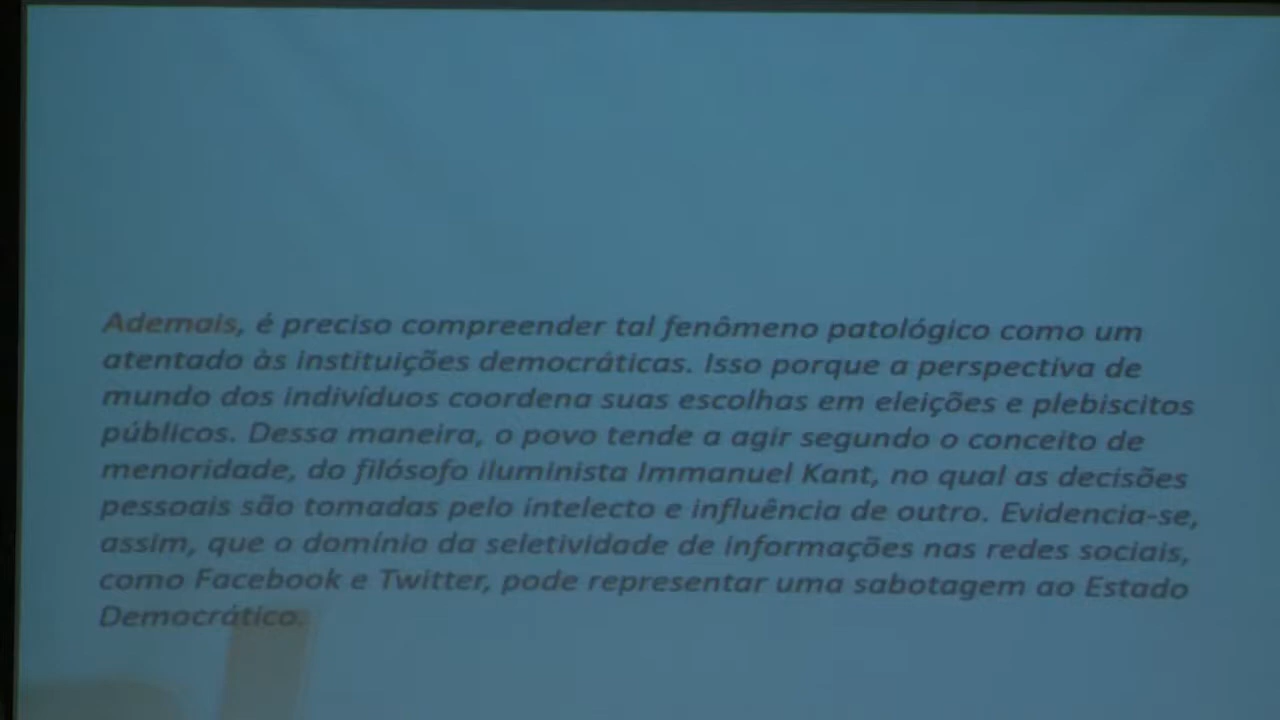 Ademais, é preciso compreender tal fenômeno patológico como um
atentado às instituições democráticas. Isso porque a perspectiva de
mundo dos indivíduos coordena suas escolhas em eleições e plebiscitos
públicos. Dessa maneira, o povo tende a agir segundo o conceito de
menoridade, do filósofo iluminista Immanuel Kant, no qual as decisões
pessoais são tomadas pelo intelecto e influência de outro. Evidencia-se,
assim, que o domínio da seletividade de informações nas redes sociais,
como Facebook e Twitter, pode representar uma sabotagem ao Estado
Democrático.